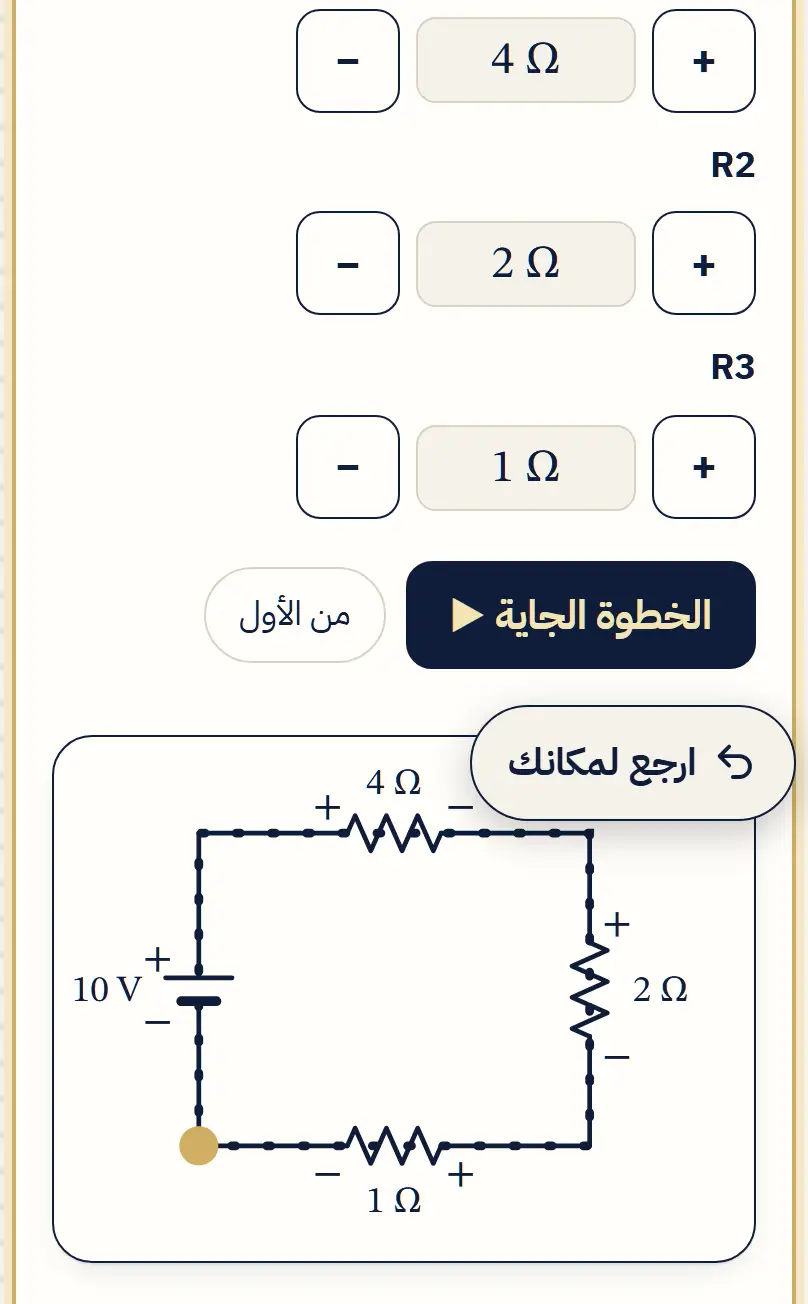 − 4 Ω +
R2
− 2 Ω +
R3
− 1 Ω +
الخطوة الجاية ▶
من الأول
ارجع لمكانك
4 Ω
+ −
+
+
10 V
2 Ω
−
−
− +
1 Ω